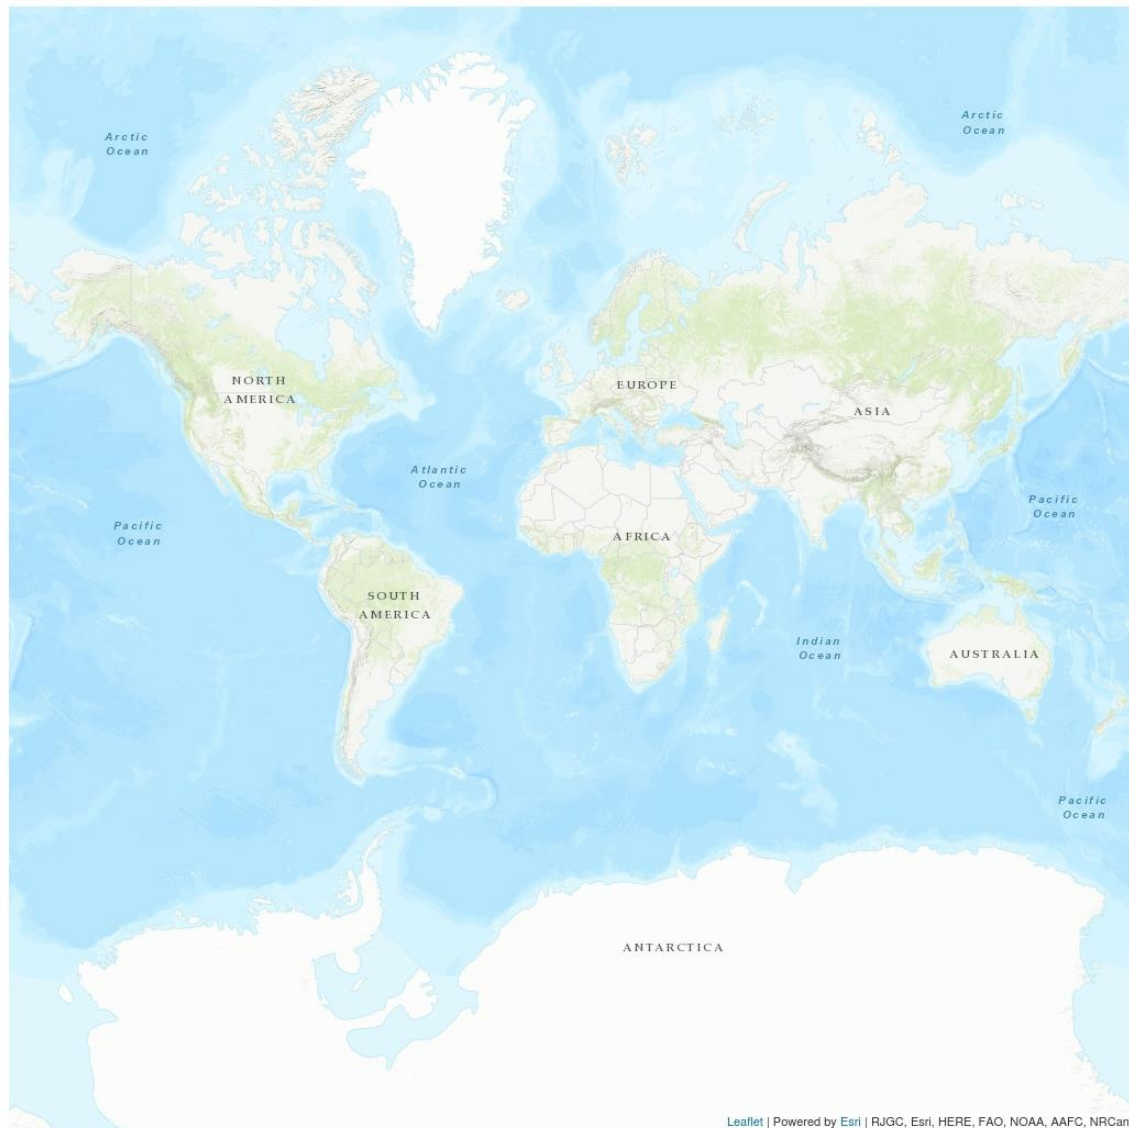 Arctic
Ocean
Arctic
Ocean
NORTH
AMERICA
EUROPE
ASIA
Atlantic
Ocean
Pacific
Ocean
Pacific
Ocean
AFRICA
SOUTH
AMERICA
Indian
Ocean
AUSTRALIA
Pacific
Ocean
ANTARCTICA
Leaflet | Powered by Esri | RJGC, Esri, HERE, FAO, NOAA, AAFC, NRCan